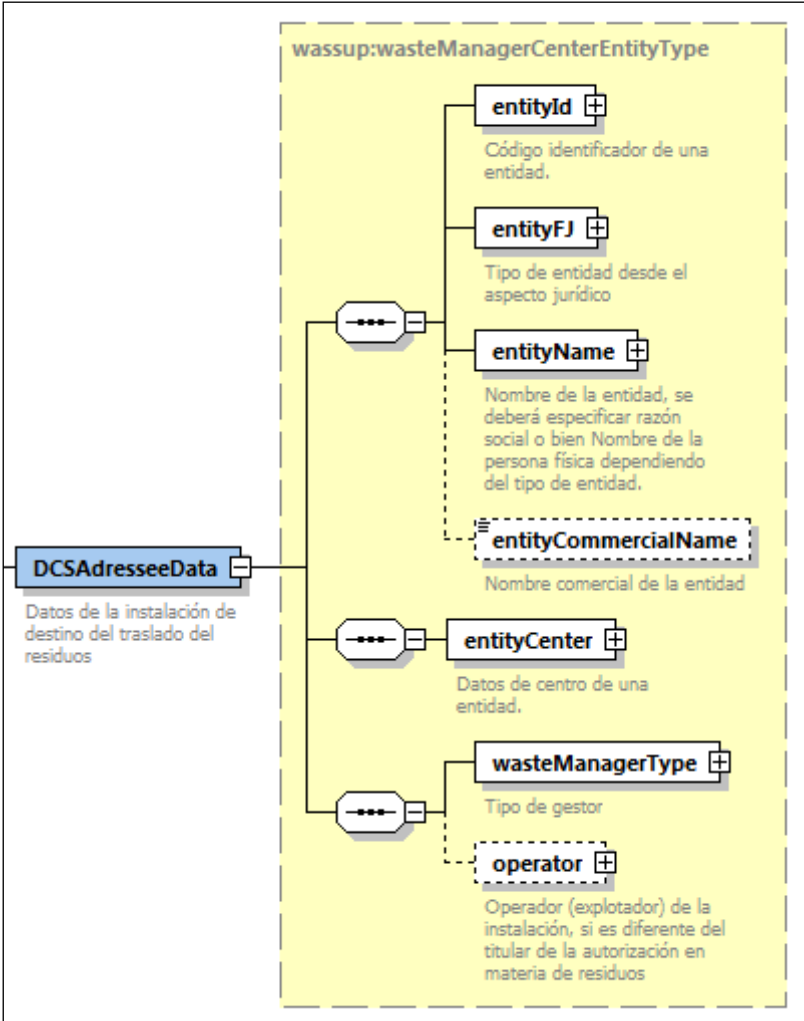 wassup:wasteManagerCenterEntityType
entityId
Código identificador de una
entidad.
entityFJ
Tipo de entidad desde el
aspecto jurídico
entityName
Nombre de la entidad, se
deberá especificar razón
social o bien Nombre de la
persona física dependiendo
del tipo de entidad.
entityCommercialName
Nombre comercial de la entidad
DCSAdresseeData
Datos de la instalación de
destino del traslado del
residuos
entityCenter
Datos de centro de una
entidad.
wasteManagerType
Tipo de gestor
operator
Operador (explotador) de la
instalación, si es diferente del
titular de la autorización en
materia de residuos